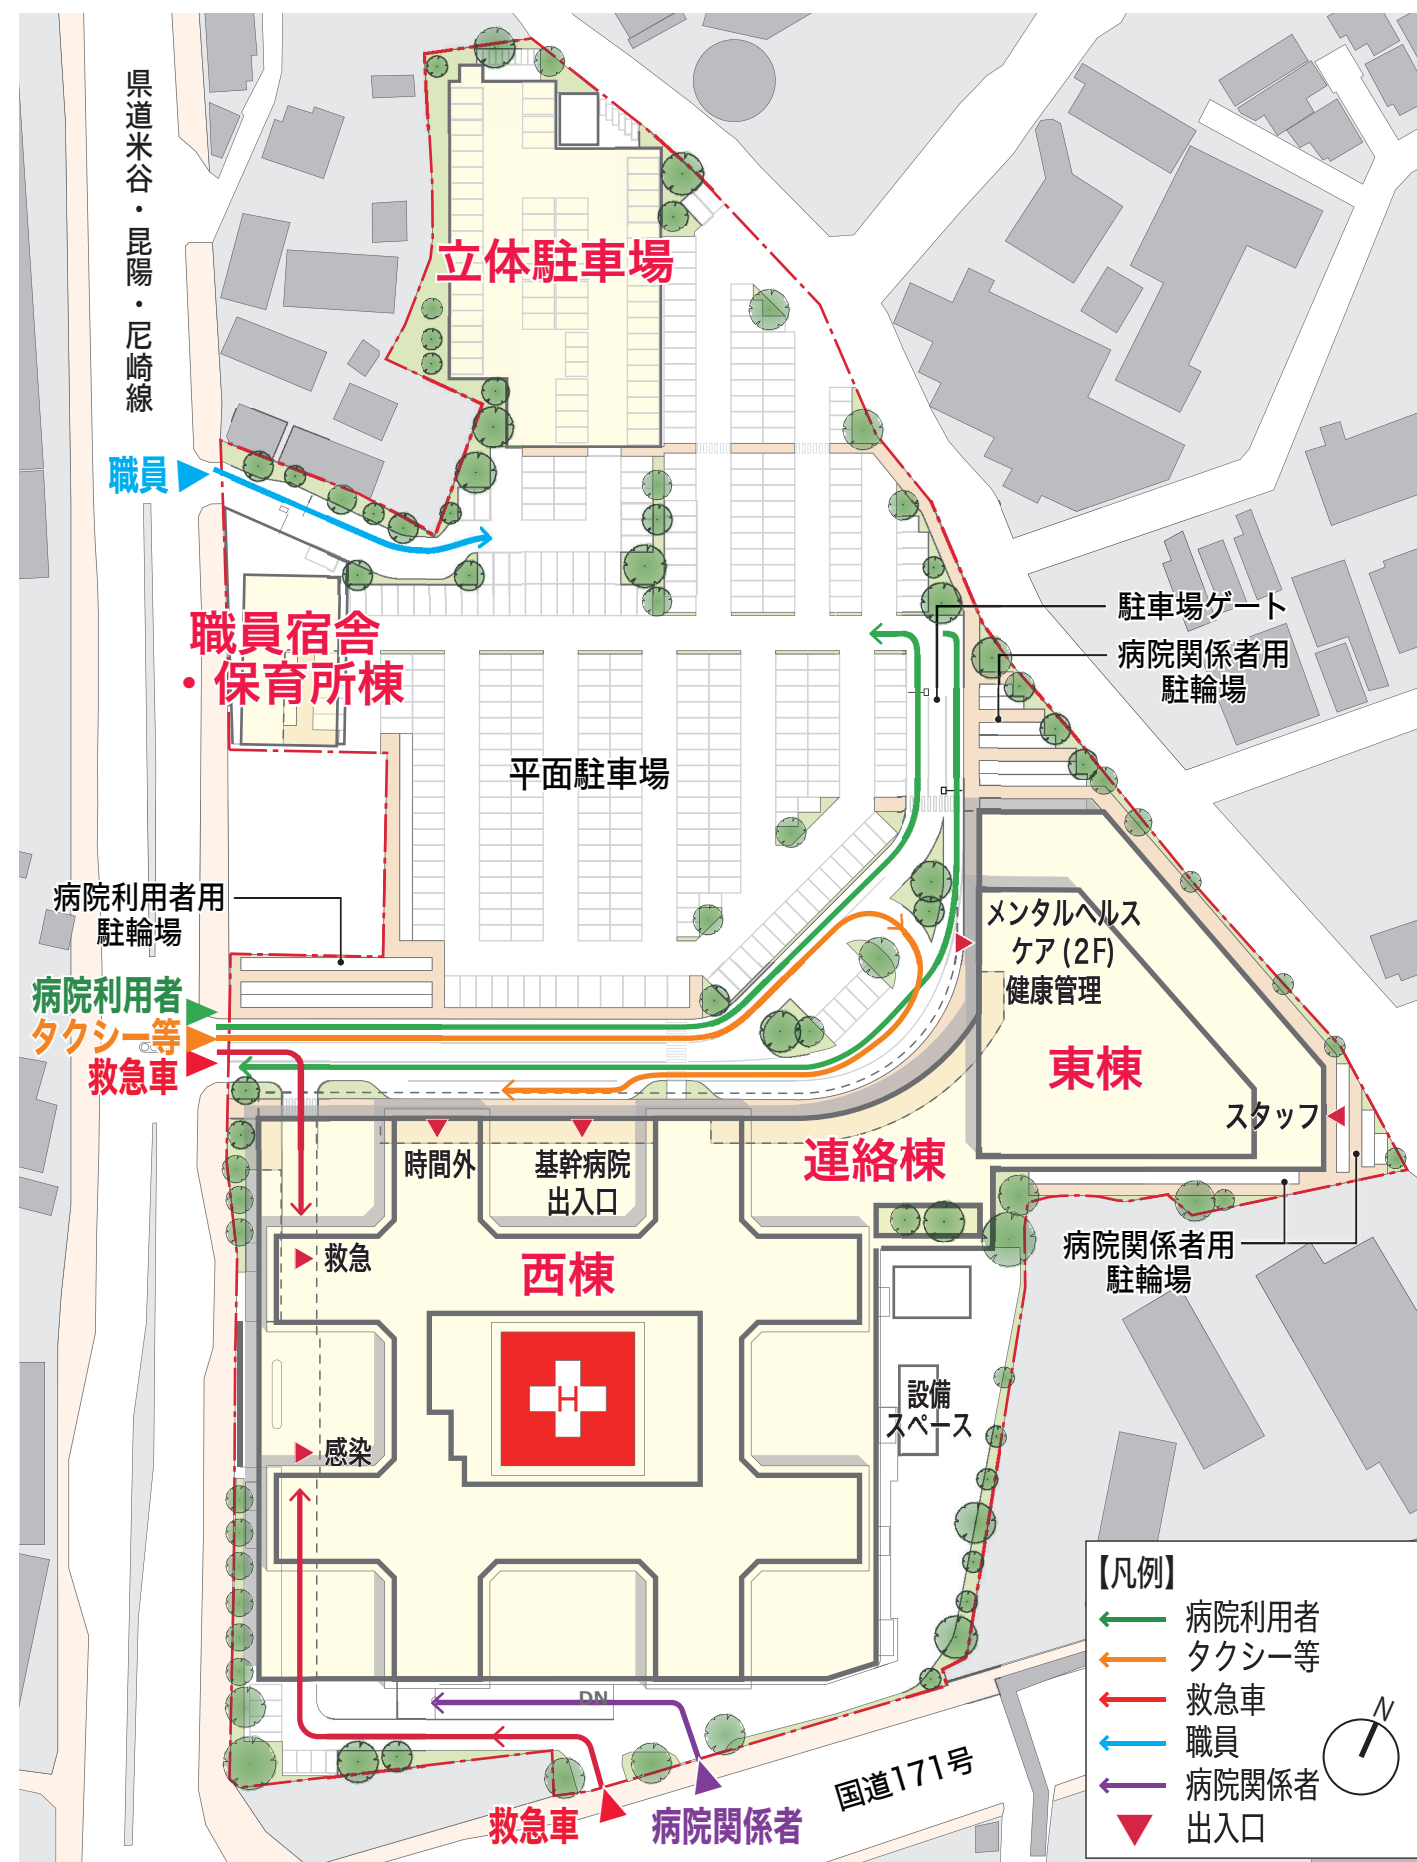 県道米谷・昆陽・尼崎線
立体駐車場
職員
職員宿舎
・保育所棟
駐車場ゲート
病院関係者用
駐輪場
平面駐車場
病院利用者用
駐輪場
病院利用者
タクシー等
救急車
メンタルヘルス
ケア(2F)
健康管理
東棟
スタッフ
連絡棟
時間外
基幹病院
出入口
病院関係者用
駐輪場
救急
西棟
H
設備
スペース
感染
DN
救急車
病院関係者
国道171号
【凡例】
病院利用者
タクシー等
救急車
職員
病院関係者
出入口
N